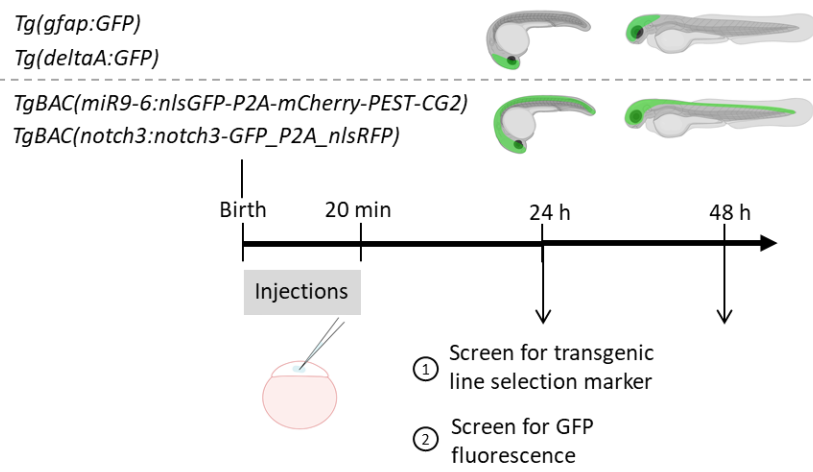 Tg(gfap:GFP)
Tg(deltaA:GFP)
TgBAC(miR9-6:nlsGFP-P2A-mCherry-PEST-CG2)
TgBAC(notch3:notch3-GFP_P2A_nlsRFP)
Birth
20 min
24 h
48 h
Injections
1 Screen for transgenic
line selection marker
2 Screen for GFP
fluorescence